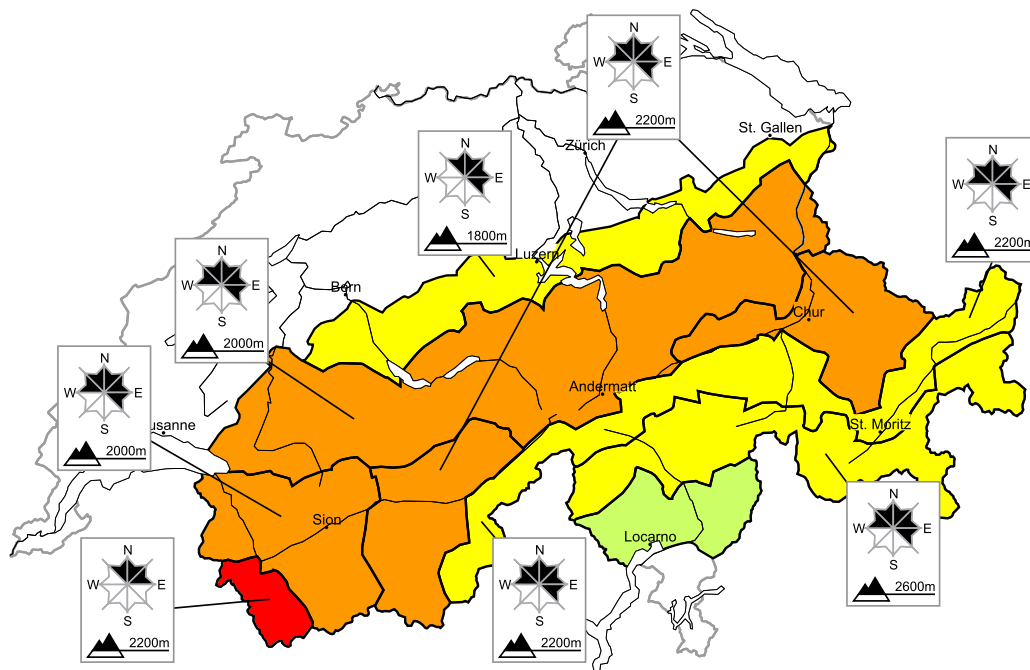 N
W E
S
2200m
St. Gallen
Zürich
N
W E
S
1800m
N
W E
S
2200m
Luzern
N
W E
S
2000m
Bern
Chur
N
W E
S
2000m
Andermatt
usanne
St. Moritz
Sion
Locarno
N
W E
S
2600m
N
W E
S
2200m
N
W E
S
2200m